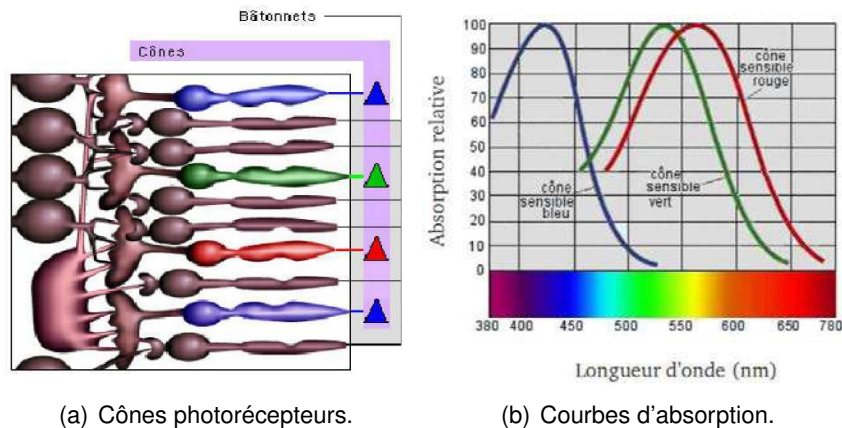 Bâtonnets
Cônes
100
90
80
70
60
50
40
30
20
10
0
Absorption relative
cône
sensible
rouge
cône
sensible
bleu
cône
sensible
vert
380 400 450 500 550 600 650 780
Longueur d'onde (nm)
(a) Cônes photorécepteurs.
(b) Courbes d'absorption.